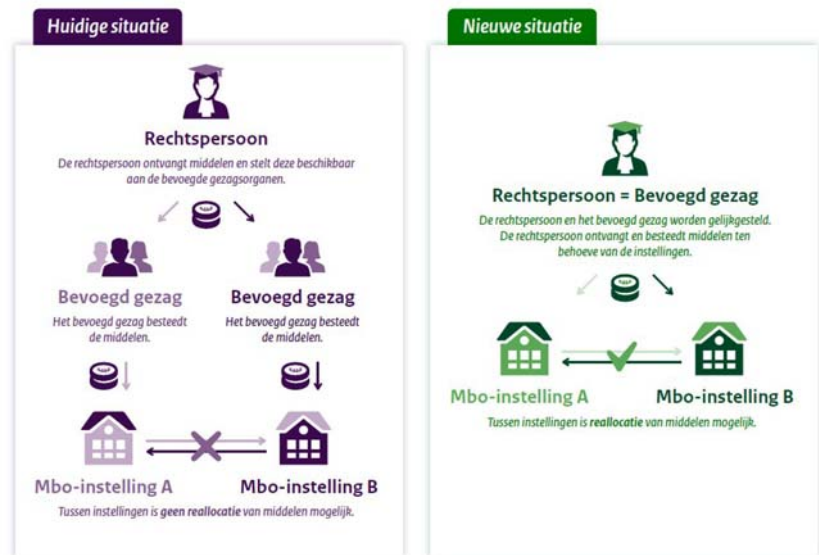 Huidige situatie
Rechtspersoon
De rechtspersoon ontvangt middelen en stelt deze beschikbaar
aan de bevoegde gezagsorganen.
Bevoegd gezag
Het bevoegd gezag besteedt
de middelen.
Bevoegd gezag
Het bevoegd gezag besteedt
de middelen.
Mbo-instelling A
Mbo-instelling B
Tussen instellingen is geen reallocatie van middelen mogelijk.
Nieuwe situatie
Rechtspersoon = Bevoegd gezag
De rechtspersoon en het bevoegd gezag worden gelijkgesteld.
De rechtspersoon ontvangt en besteedt middelen ten
behoeve van de instellingen.
Mbo-instelling A
Mbo-instelling B
Tussen instellingen is reallocatie van middelen mogelijk.